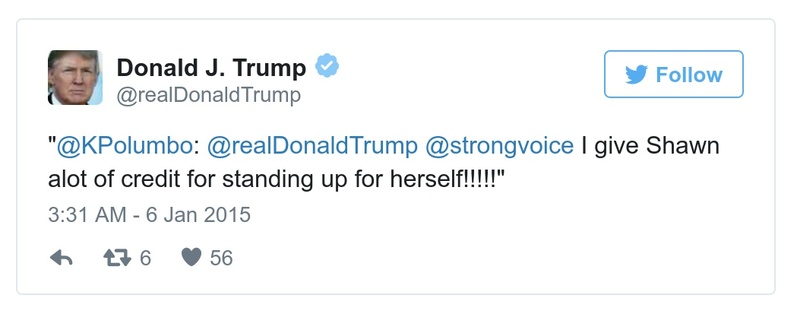 Donald J. Trump
@realDonaldTrump
Follow
"@KPolumbo: @realDonaldTrump @strongvoice I give Shawn
alot of credit for standing up for herself!!!!!"
3:31 AM - 6 Jan 2015
6 56